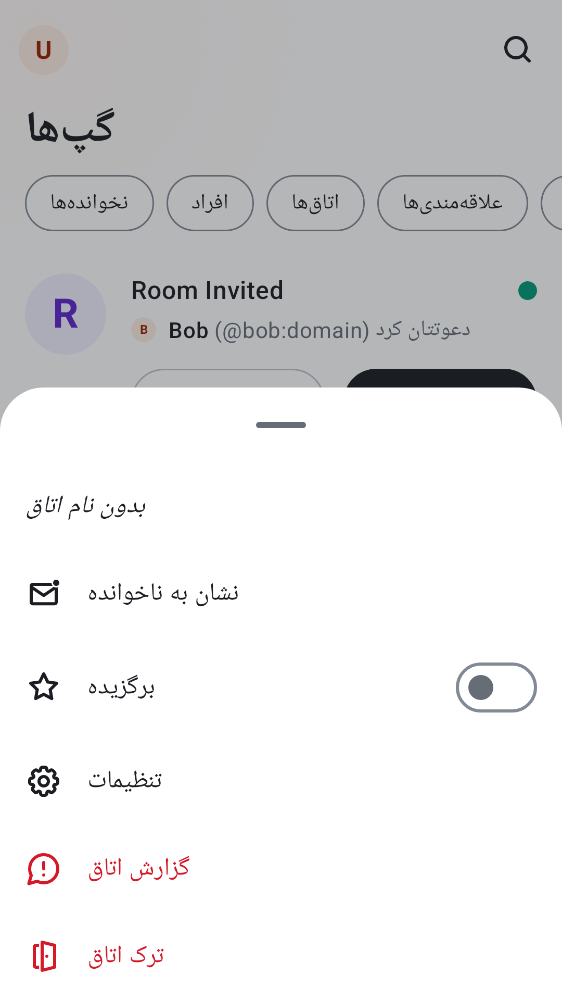 U
گپ‌ها
نخوانده‌ها
افراد
اتاق‌ها
علاقه‌مندی‌ها
R
Room Invited
B
Bob (@bob:domain) دعوتتان کرد
بدون نام اتاق
نشان به ناخوانده
برگزیده
تنظیمات
گزارش اتاق
ترک اتاق